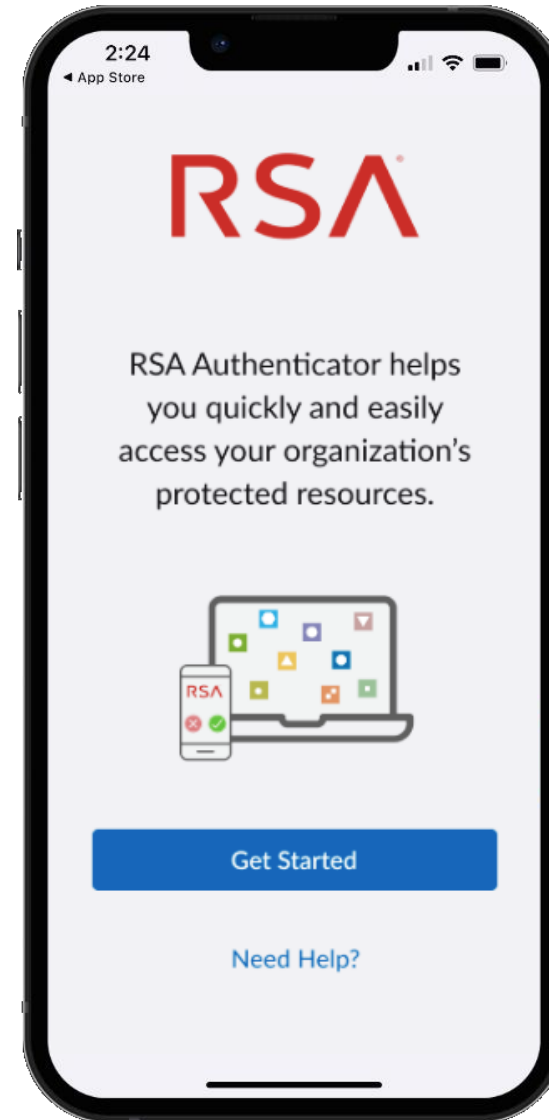 2:24
◀ App Store
RSA®
RSA Authenticator helps
you quickly and easily
access your organization's
protected resources.
RSA
Get Started
Need Help?